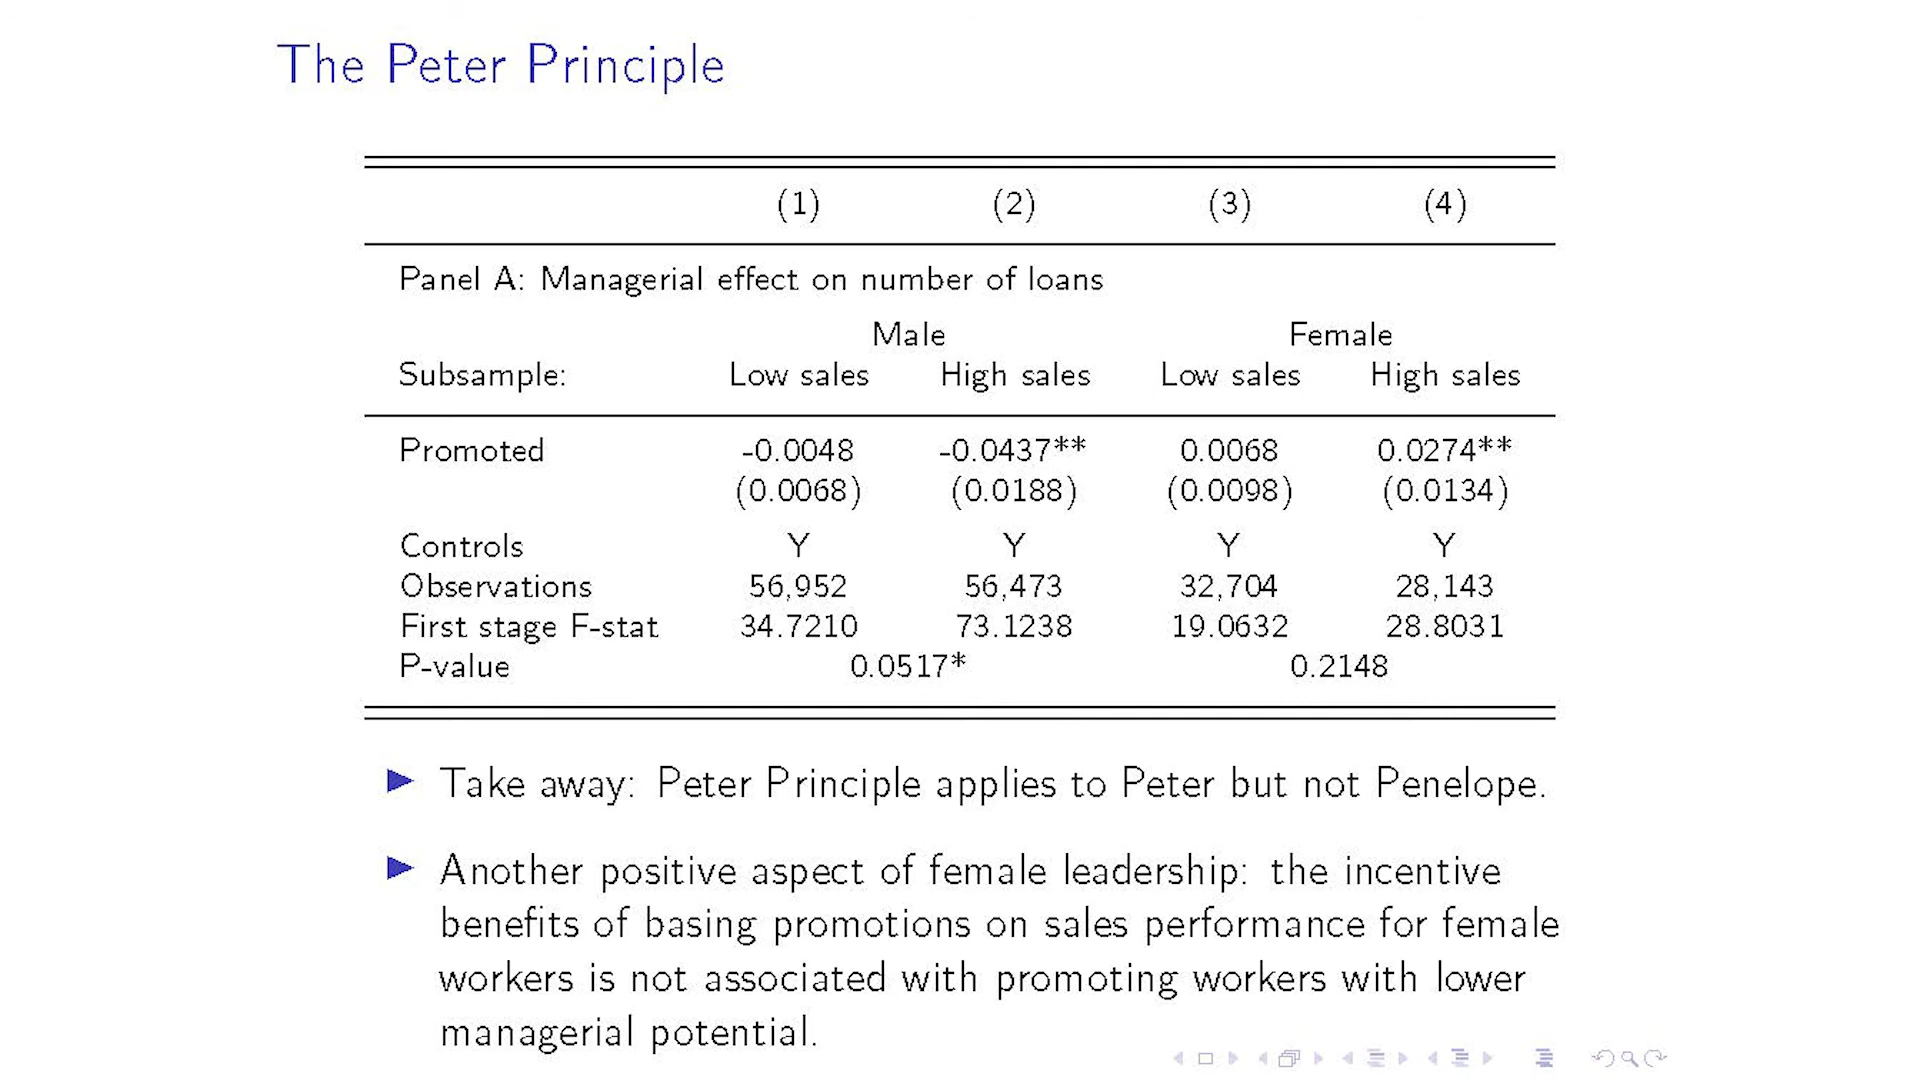 The Peter Principle
(1) (2) (3) (4)
Panel A: Managerial effect on number of loans
Male Female
Subsample: Low sales High sales Low sales High sales
Promoted -0.0048 -0.0437** 0.0068 0.0274**
(0.0068) (0.0188) (0.0098) (0.0134)
Controls Y Y Y Y
Observations 56,952 56,473 32,704 28,143
First stage F-stat 34.7210 73.1238 19.0632 28.8031
P-value 0.0517* 0.2148
Take away: Peter Principle applies to Peter but not Penelope.
Another positive aspect of female leadership: the incentive
benefits of basing promotions on sales performance for female
workers is not associated with promoting workers with lower
managerial potential.